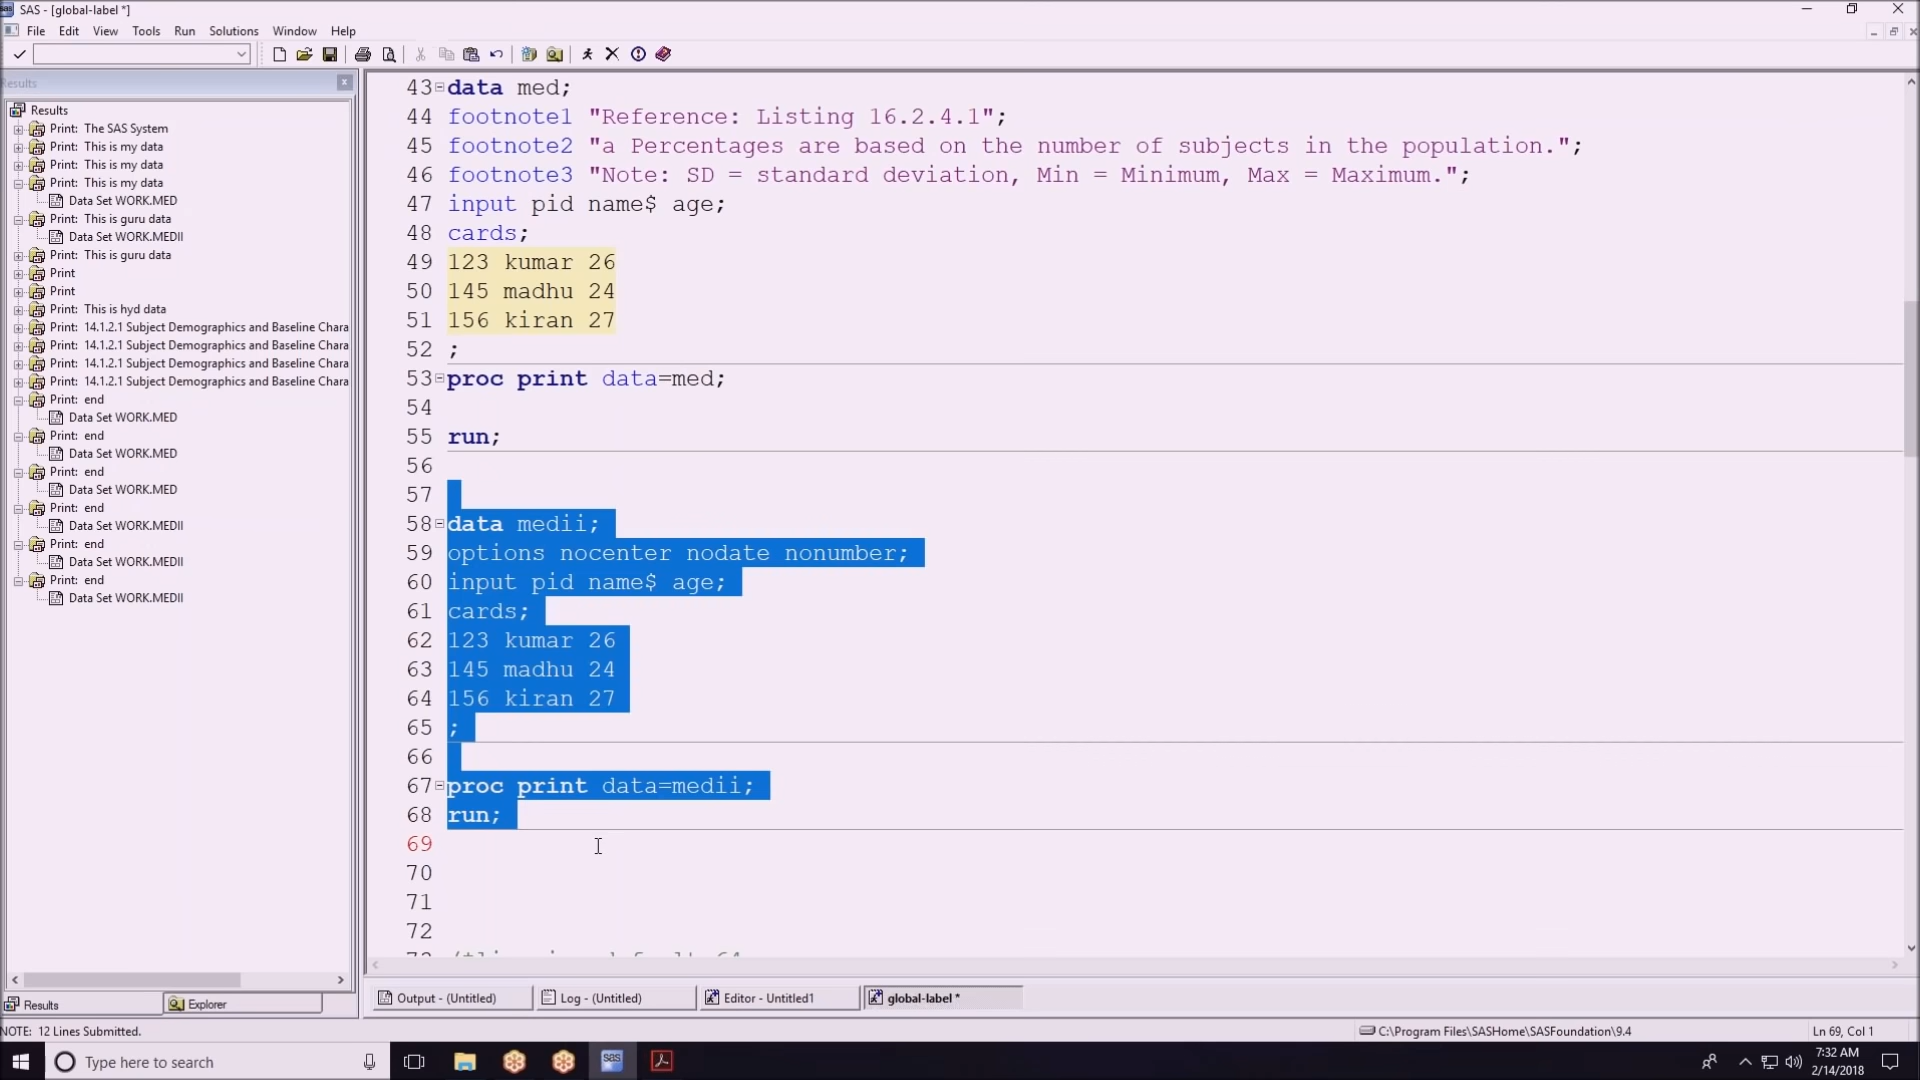 SAS - [global-label *]
File Edit View Tools Run Solutions Window Help
Results
Results
Print: The SAS System
Print: This is my data
Print: This is my data
Print: This is my data
Data Set WORK.MED
Print: This is guru data
Data Set WORK.MEDII
Print: This is guru data
Print
Print
Print: This is hyd data
Print: 14.1.2.1 Subject Demographics and Baseline Chara
Print: 14.1.2.1 Subject Demographics and Baseline Chara
Print: 14.1.2.1 Subject Demographics and Baseline Chara
Print: 14.1.2.1 Subject Demographics and Baseline Chara
Print: end
Data Set WORK.MED
Print: end
Data Set WORK.MED
Print: end
Data Set WORK.MED
Print: end
Data Set WORK.MEDII
Print: end
Data Set WORK.MEDII
Print: end
Data Set WORK.MEDII
Results Explorer
43 data med;
44 footnote1 "Reference: Listing 16.2.4.1";
45 footnote2 "a Percentages are based on the number of subjects in the population.";
46 footnote3 "Note: SD = standard deviation, Min = Minimum, Max = Maximum.";
47 input pid name$ age;
48 cards;
49 123 kumar 26
50 145 madhu 24
51 156 kiran 27
52 ;
53 proc print data=med;
54
55 run;
56
57
58 data medii;
59 options nocenter nodate nonumber;
60 input pid name$ age;
61 cards;
62 123 kumar 26
63 145 madhu 24
64 156 kiran 27
65 ;
66
67 proc print data=medii;
68 run;
69
70
71
72
Output - (Untitled) Log - (Untitled) Editor - Untitled1 global-label *
NOTE: 12 Lines Submitted. C:\Program Files\SASHome\SASFoundation\9.4 Ln 69, Col 1
Type here to search
sas
7:32 AM
2/14/2018